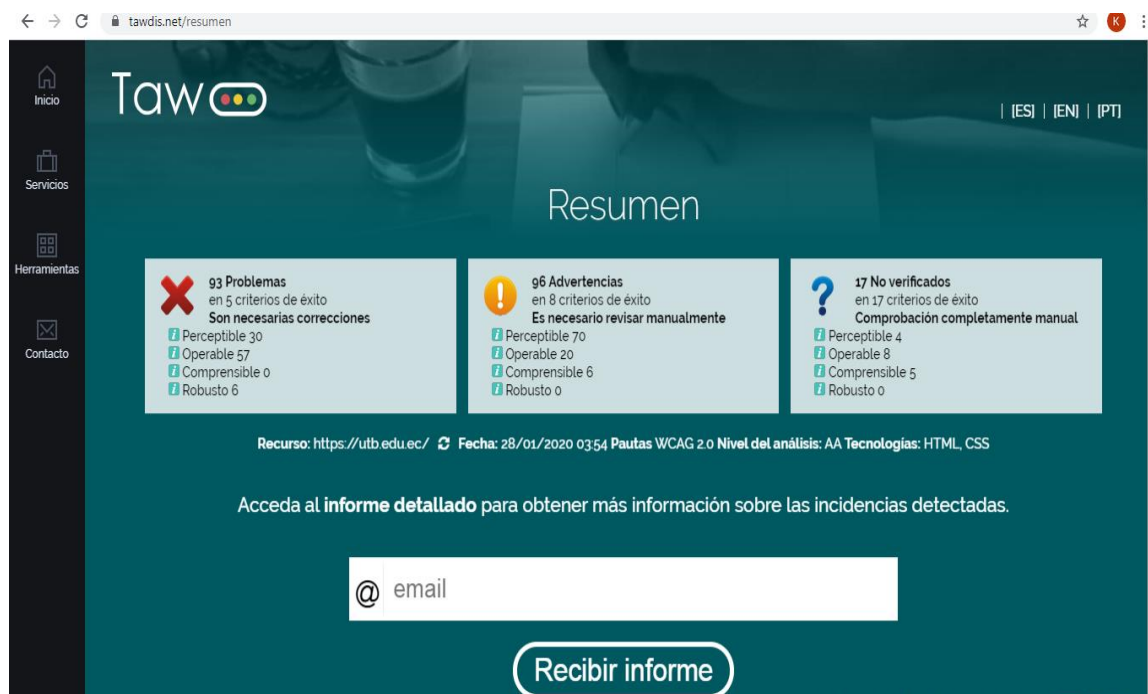 tawdis.net/resumen
K
Inicio
Servicios
Herramientas
Contacto
Taw
| [ES] | [EN] | [PT]
Resumen
93 Problemas
en 5 criterios de éxito
Son necesarias correcciones
Perceptible 30
Operable 57
Comprensible 0
Robusto 6
96 Advertencias
en 8 criterios de éxito
Es necesario revisar manualmente
Perceptible 70
Operable 20
Comprensible 6
Robusto 0
17 No verificados
en 17 criterios de éxito
Comprobación completamente manual
Perceptible 4
Operable 8
Comprensible 5
Robusto 0
Recurso: https://utb.edu.ec/ Fecha: 28/01/2020 03:54 Pautas WCAG 2.0 Nivel del análisis: AA Tecnologías: HTML, CSS
Acceda al informe detallado para obtener más información sobre las incidencias detectadas.
@ email
Recibir informe